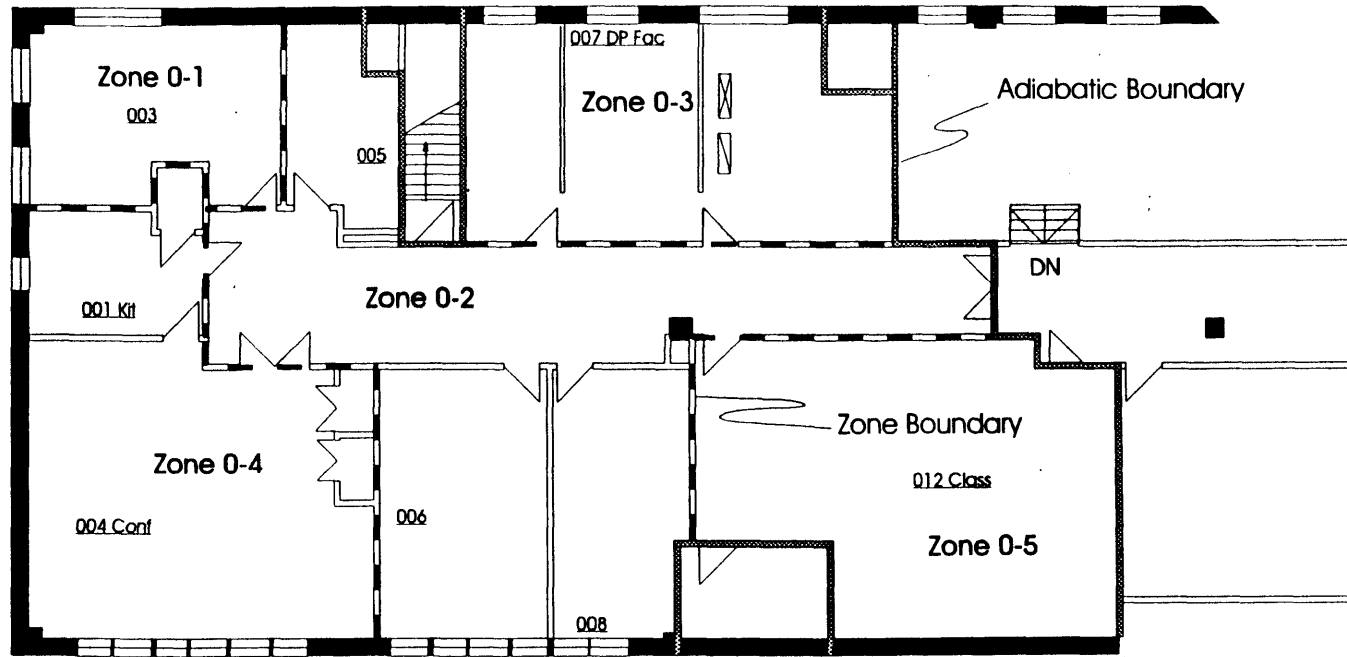 007 DP Fac
Zone 0-1
Zone 0-3
Adiabatic Boundary
003
005
DN
Zone 0-2
001 Kit
Zone Boundary
Zone 0-4
012 Class
004 Conf
006
Zone 0-5
008